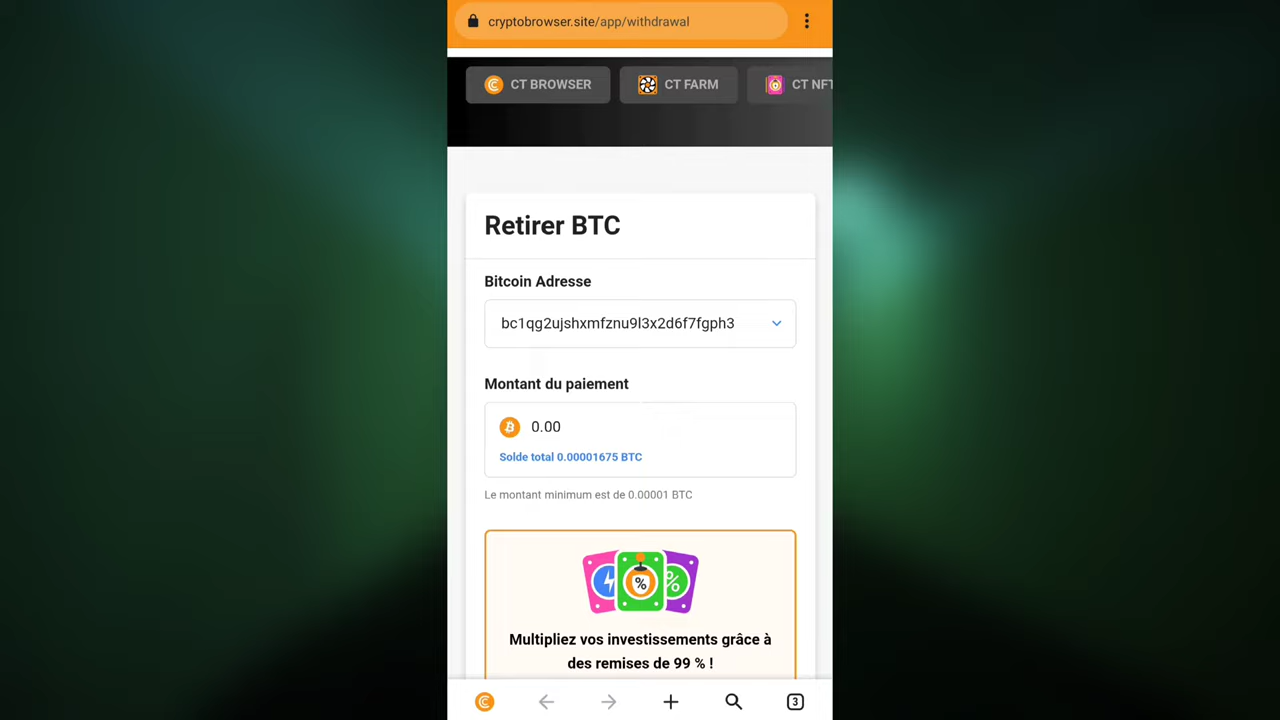 cryptobrowser.site/app/withdrawal
CT BROWSER
CT FARM
CT NFT
Retirer BTC
Bitcoin Adresse
bc1qg2ujshxmfznu9l3x2d6f7fgph3
Montant du paiement
0.00
Solde total 0.00001675 BTC
Le montant minimum est de 0.00001 BTC
%
%
Multipliez vos investissements grâce à
des remises de 99 % !
3